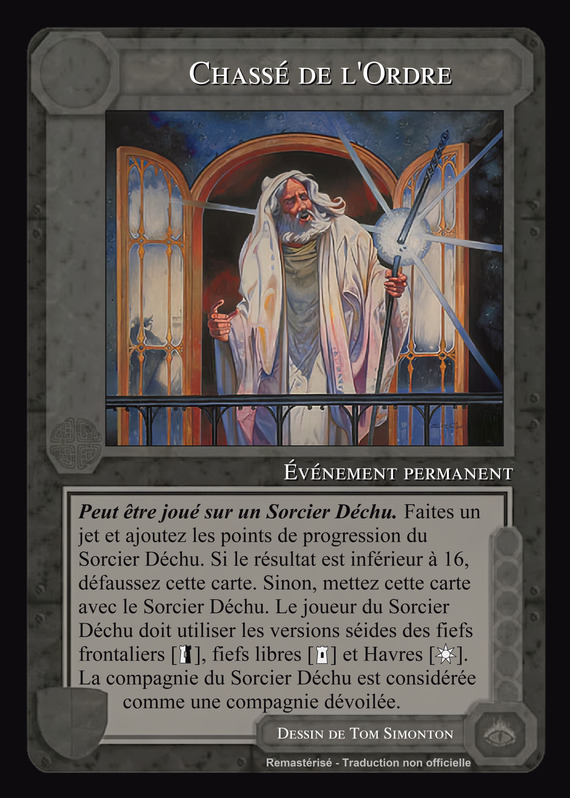 Chassé de l'Ordre
Événement permanent
Peut être joué sur un Sorcier Déchu. Faites un
jet et ajoutez les points de progression du
Sorcier Déchu. Si le résultat est inférieur à 16,
défaussez cette carte. Sinon, mettez cette carte
avec le Sorcier Déchu. Le joueur du Sorcier
Déchu doit utiliser les versions séides des fiefs
frontaliers [], fiefs libres [] et Havres [].
La compagnie du Sorcier Déchu est considérée
comme une compagnie dévoilée.
Dessin de Tom Simonton
Remastérisé - Traduction non officielle